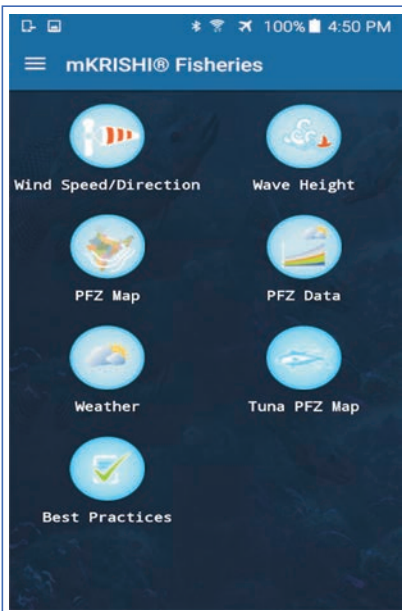 100% 4:50 PM
mKRISHI® Fisheries
Wind Speed/Direction Wave Height
PFZ Map PFZ Data
Weather Tuna PFZ Map
Best Practices